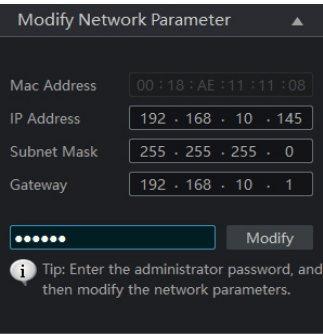 Modify Network Parameter
Mac Address 00 : 18 : AE : 11 : 11 : 08
IP Address 192 . 168 . 10 . 145
Subnet Mask 255 . 255 . 255 . 0
Gateway 192 . 168 . 10 . 1
●●●●●● Modify
Tip: Enter the administrator password, and
then modify the network parameters.